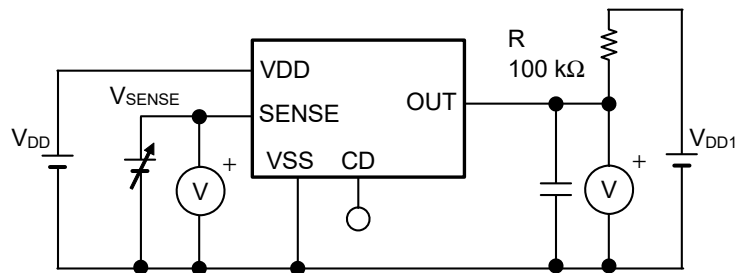 R
100 kΩ
VDD
VSENSE
SENSE
OUT
VDD
VDD1
VSS
CD
+
V
+
V